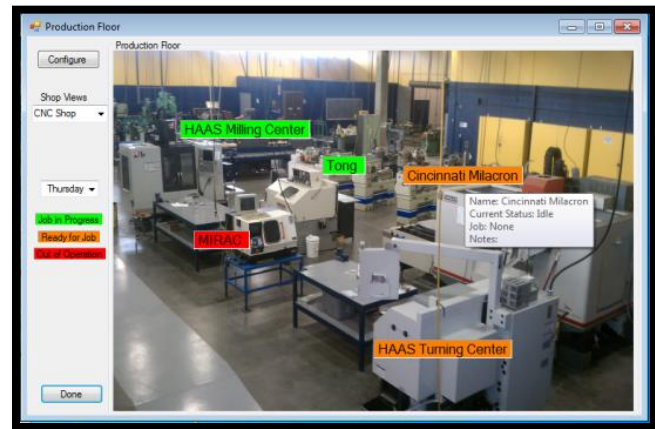 Production Floor
Configure
Shop Views
CNC Shop
Thursday
Job in Progress
Ready for Job
Out of Operation
Done
Production Floor
HAAS Milling Center
Tong
Cincinnati Milacron
Name: Cincinnati Milacron
Current Status: Idle
Job: None
Notes:
MIRAC
HAAS Turning Center